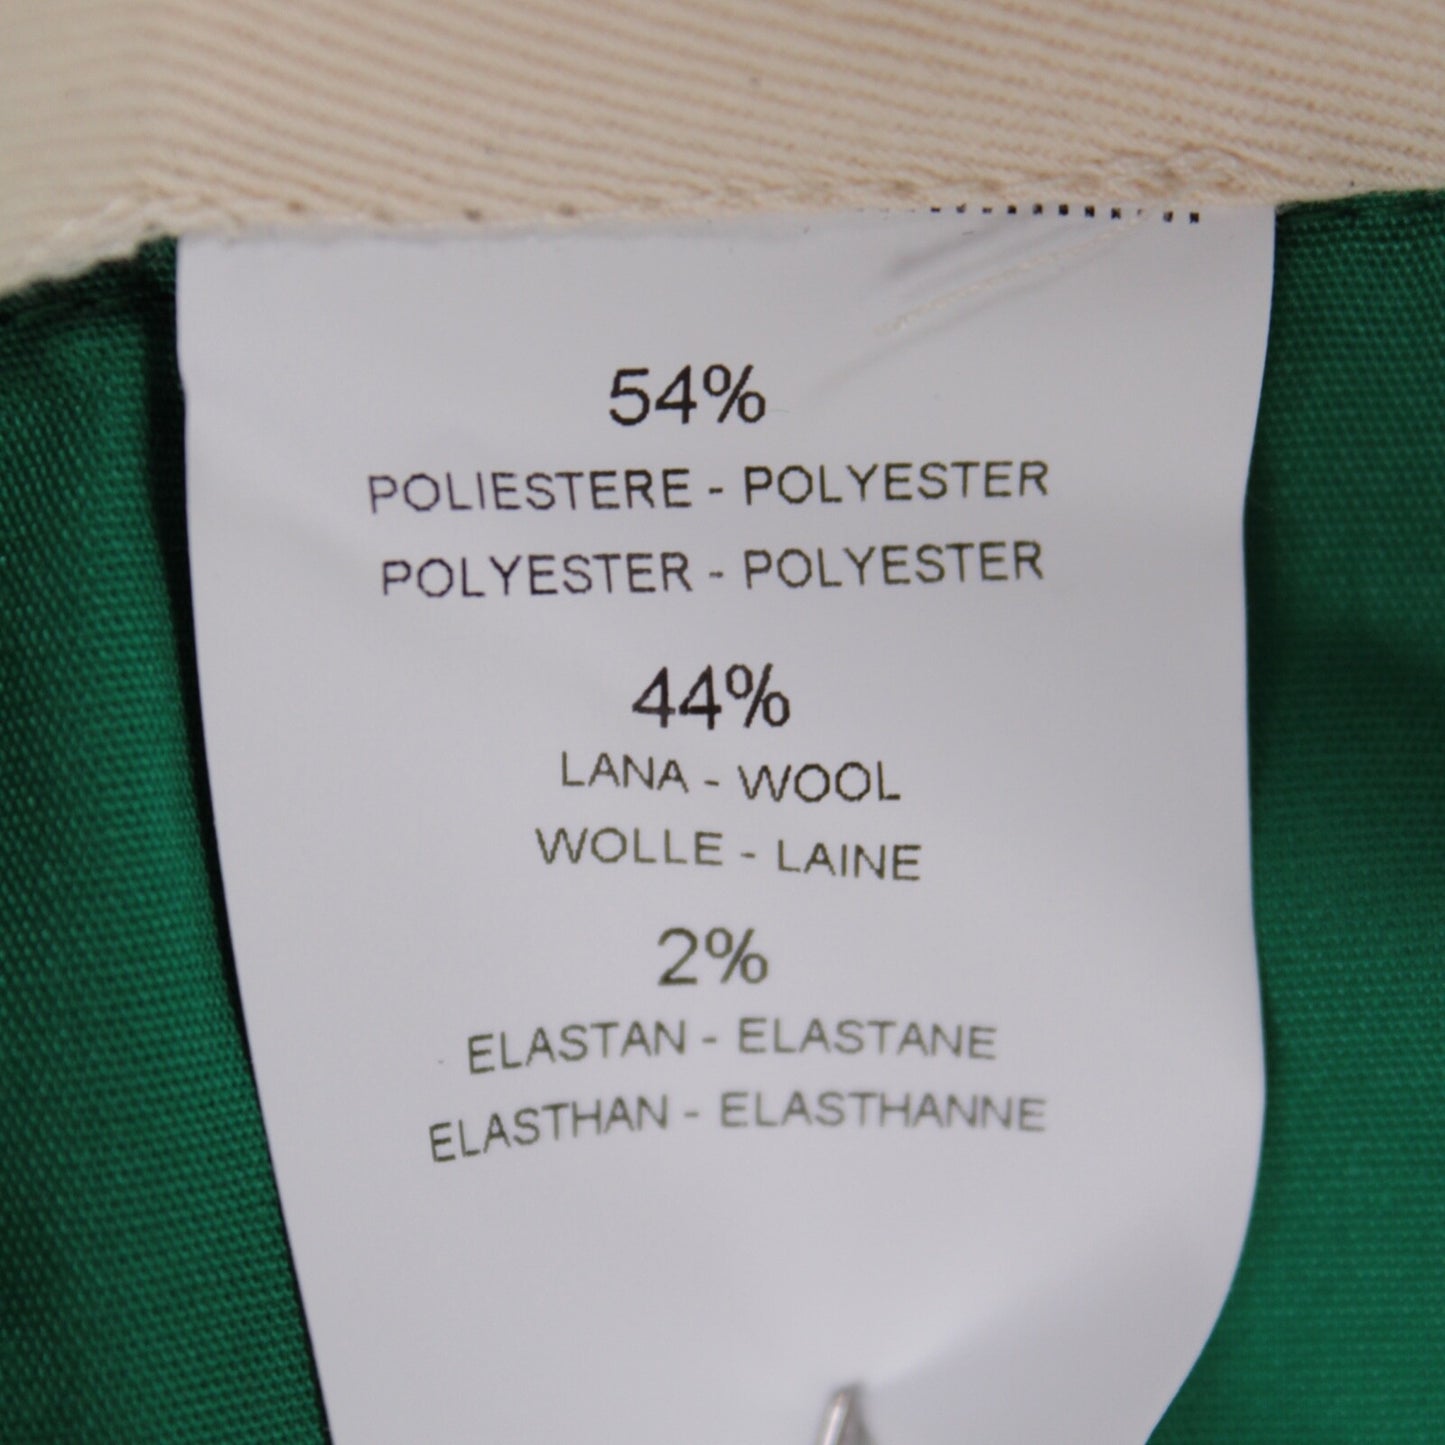 54%
POLIESTERE - POLYESTER
POLYESTER - POLYESTER
44%
LANA - WOOL
WOLLE - LAINE
2%
ELASTAN - ELASTANE
ELASTHAN - ELASTHANNE